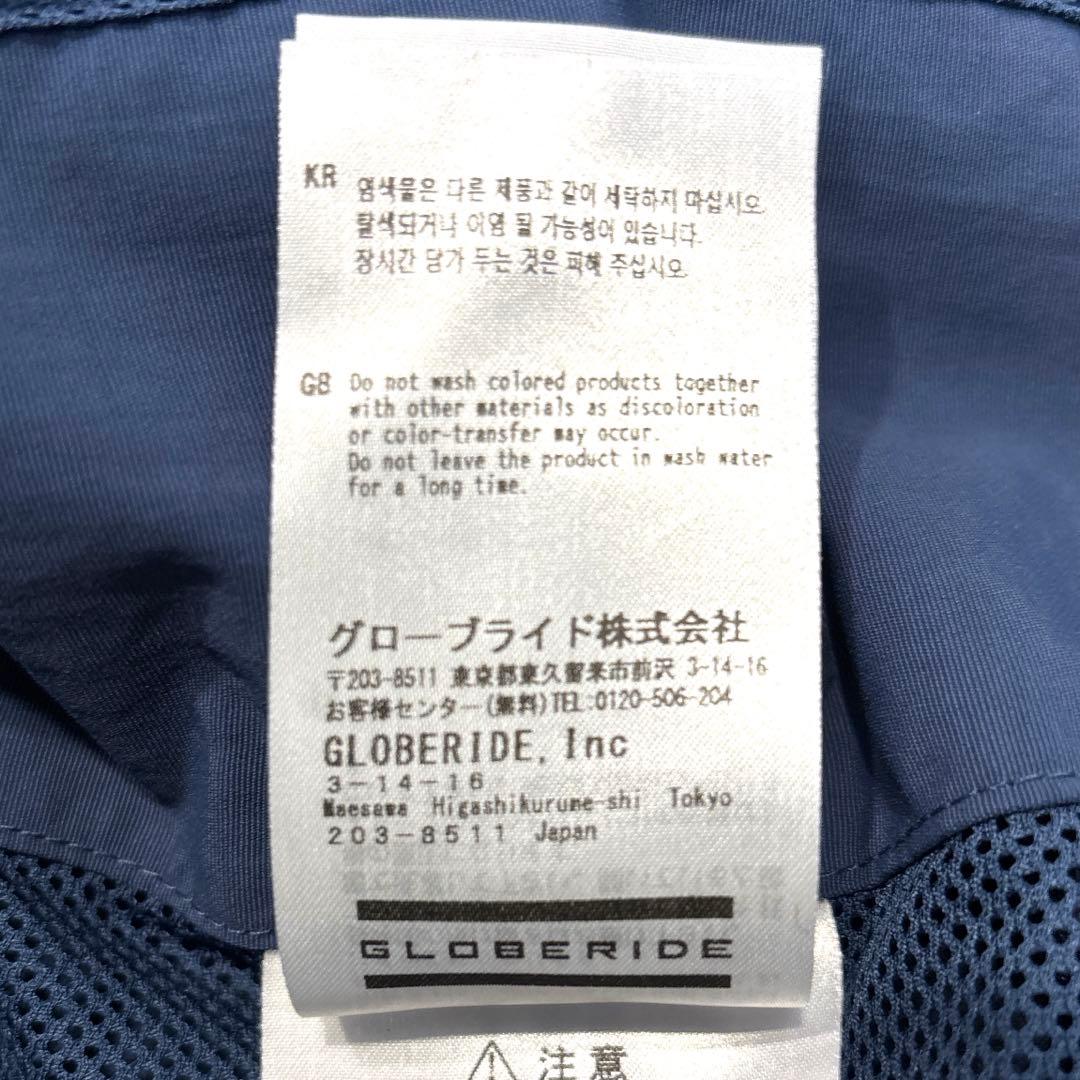 KR 염색물은 다른 제품과 같이 세탁하지 마십시오.
탈색되거나 이염 될 가능성이 있습니다.
장시간 담가 두는 것은 피해 주십시오.
GB Do not wash colored products together
with other materials as discoloration
or color-transfer may occur.
Do not leave the product in wash water
for a long time.
グローブライド株式会社
〒203-8511 東京都東久留米市前沢 3-14-16
お客様センター(無料)TEL:0120-506-204
GLOBERIDE, Inc
3-14-16
Maesawa Higashikurume-shi Tokyo
203-8511 Japan
GLOBERIDE
⚠ 注意